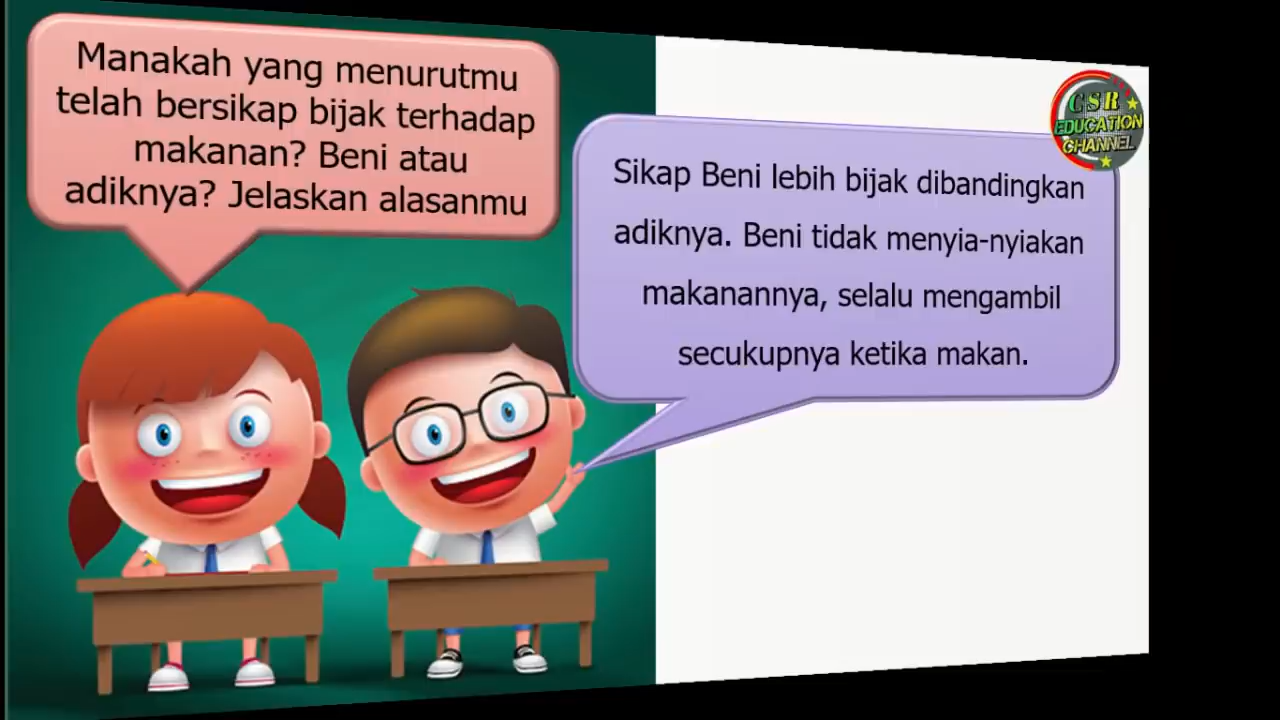 Manakah yang menurutmu
telah bersikap bijak terhadap
makanan? Beni atau
adiknya? Jelaskan alasanmu
CSR
EDUCATION
CHANNEL
Sikap Beni lebih bijak dibandingkan
adiknya. Beni tidak menyia-nyiakan
makanannya, selalu mengambil
secukupnya ketika makan.